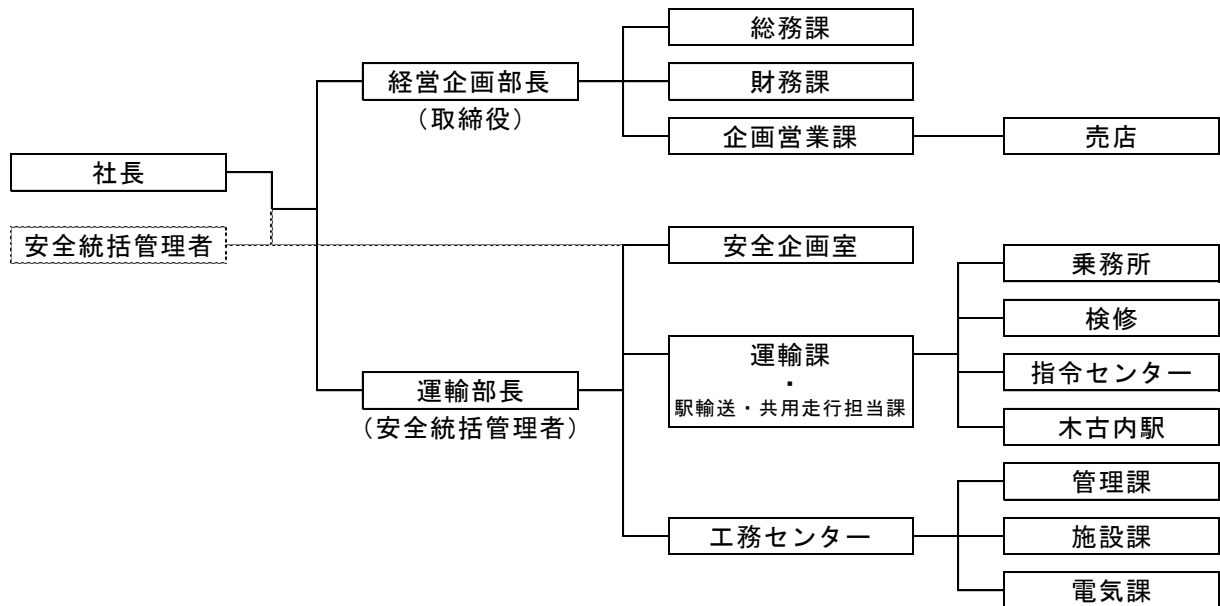 総務課
経営企画部長
（取締役）
財務課
企画営業課
売店
社長
安全統括管理者
安全企画室
乗務所
検修
運輸課
・
駅輸送・共用走行担当課
指令センター
運輸部長
（安全統括管理者）
木古内駅
管理課
工務センター
施設課
電気課